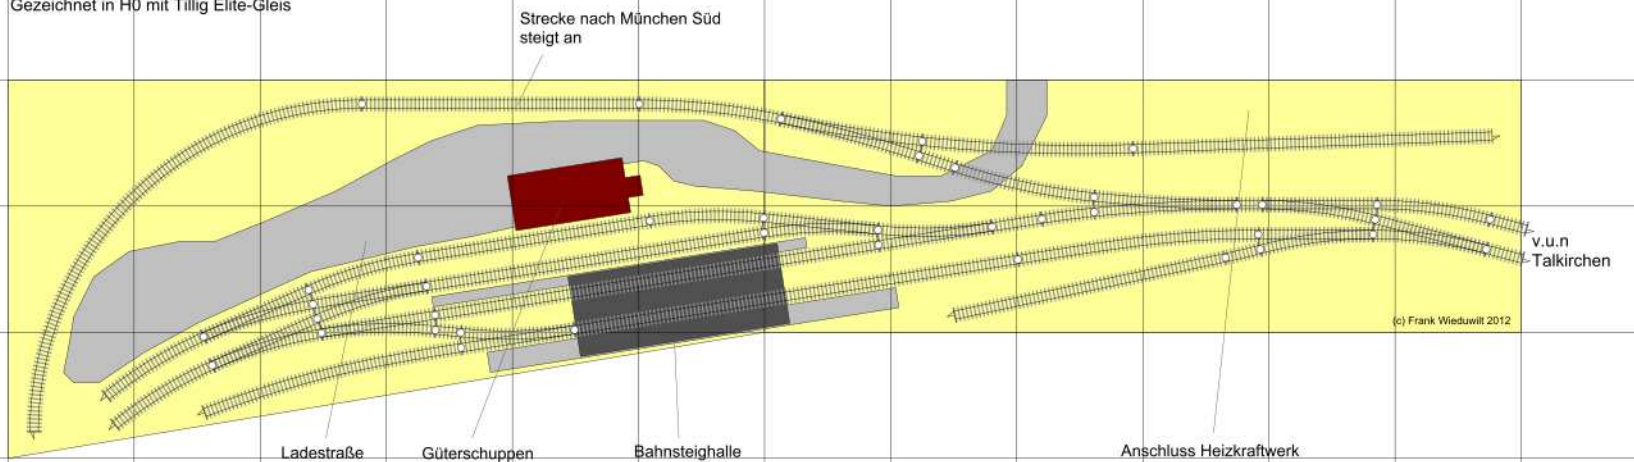 Gezeichnet in H0 mit Tillig Elite-Gleis
Strecke nach München Süd
steigt an
v.u.n
Talkirchen
(c) Frank Wieduwilt 2012
Ladestraße
Güterschuppen
Bahnsteighalle
Anschluss Heizkraftwerk